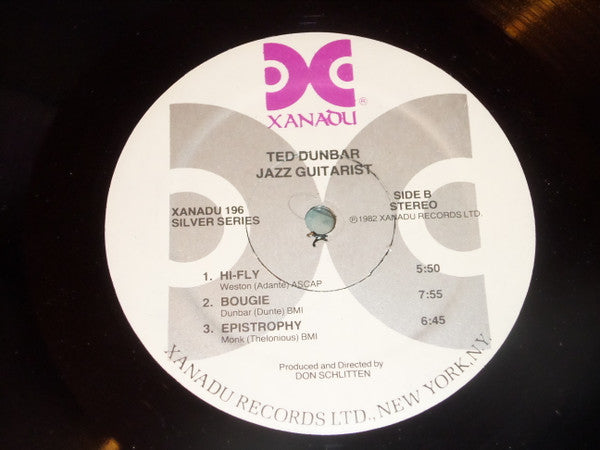 XANADU
®
TED DUNBAR
JAZZ GUITARIST
XANADU 196
SILVER SERIES
SIDE B
STEREO
℗1982 XANADU RECORDS LTD.
1. HI-FLY 5:50
Weston (Adante) ASCAP
2. BOUGIE 7:55
Dunbar (Dunte) BMI
3. EPISTROPHY 6:45
Monk (Thelonious) BMI
Produced and Directed by
DON SCHLITTEN
XANADU RECORDS LTD., NEW YORK, N.Y.